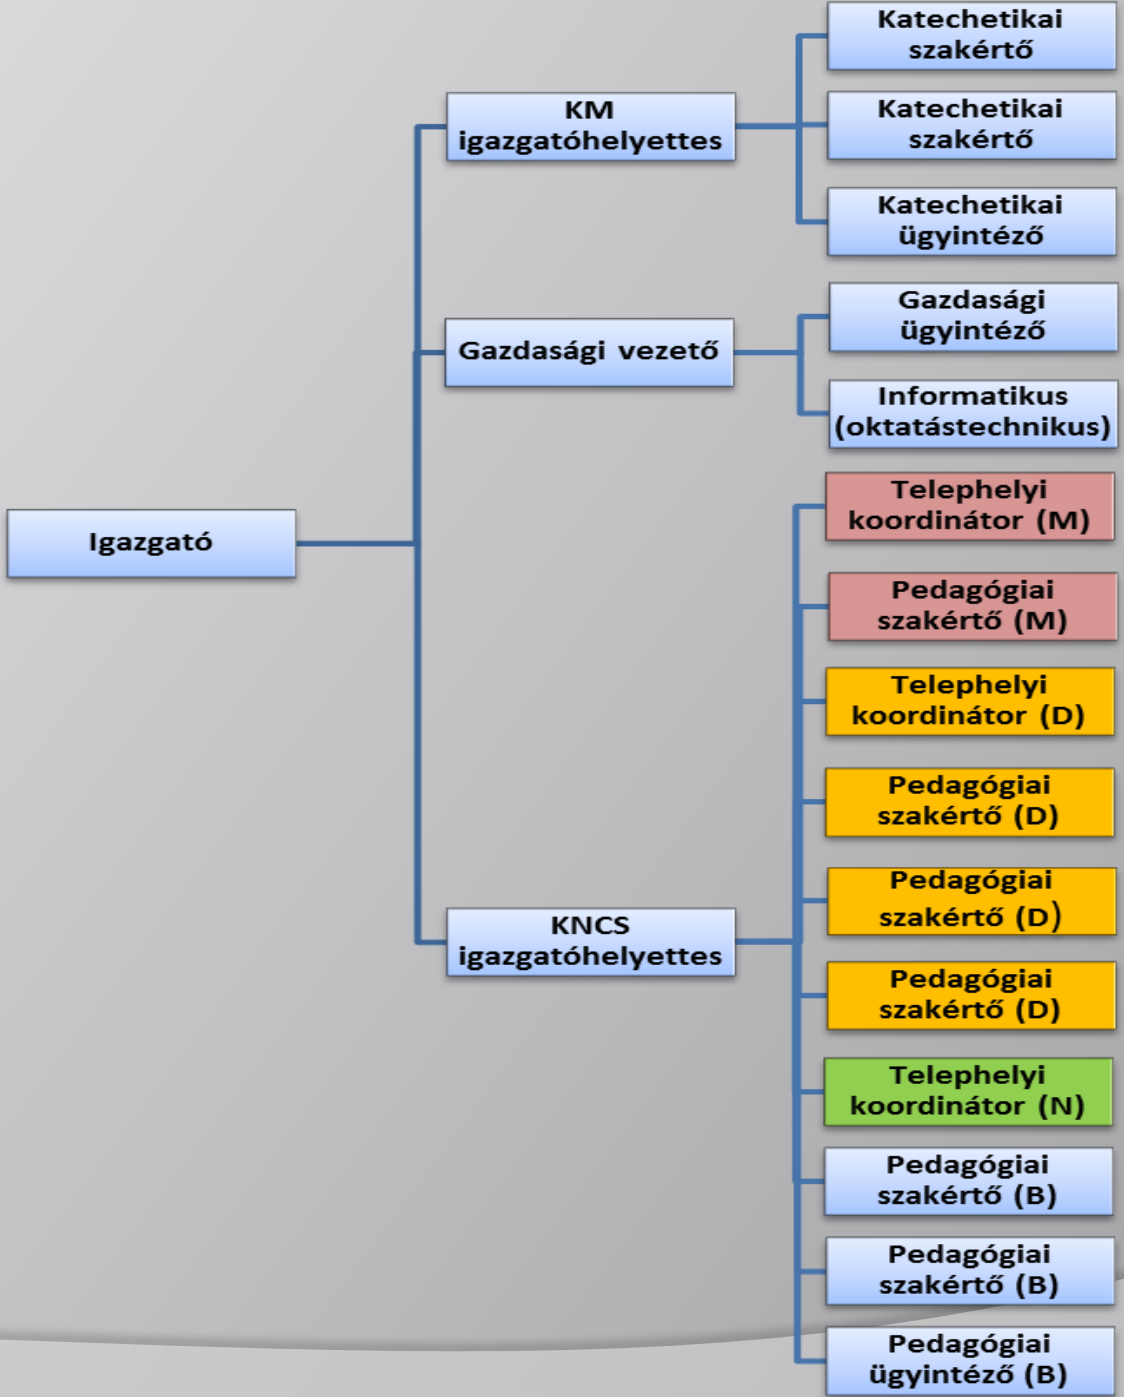 Igazgató
KM
igazgatóhelyettes
Katechetikai
szakértő
Katechetikai
szakértő
Katechetikai
ügyintéző
Gazdasági vezető
Gazdasági
ügyintéző
Informatikus
(oktatástechnikus)
KNCS
igazgatóhelyettes
Telephelyi
koordinátor (M)
Pedagógiai
szakértő (M)
Telephelyi
koordinátor (D)
Pedagógiai
szakértő (D)
Pedagógiai
szakértő (D)
Pedagógiai
szakértő (D)
Telephelyi
koordinátor (N)
Pedagógiai
szakértő (B)
Pedagógiai
szakértő (B)
Pedagógiai
ügyintéző (B)